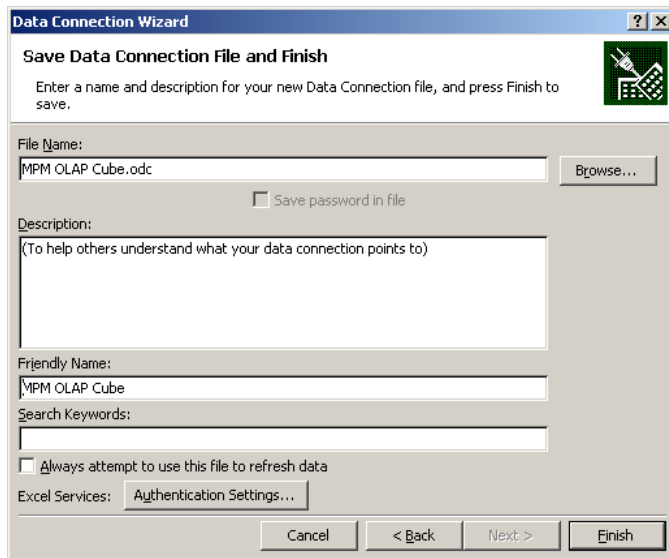 Data Connection Wizard
Save Data Connection File and Finish
Enter a name and description for your new Data Connection file, and press Finish to
save.
File Name:
MPM OLAP Cube.odc
Browse...
Save password in file
Description:
(To help others understand what your data connection points to)
Friendly Name:
MPM OLAP Cube
Search Keywords:
Always attempt to use this file to refresh data
Excel Services: Authentication Settings...
Cancel < Back Next > Finish